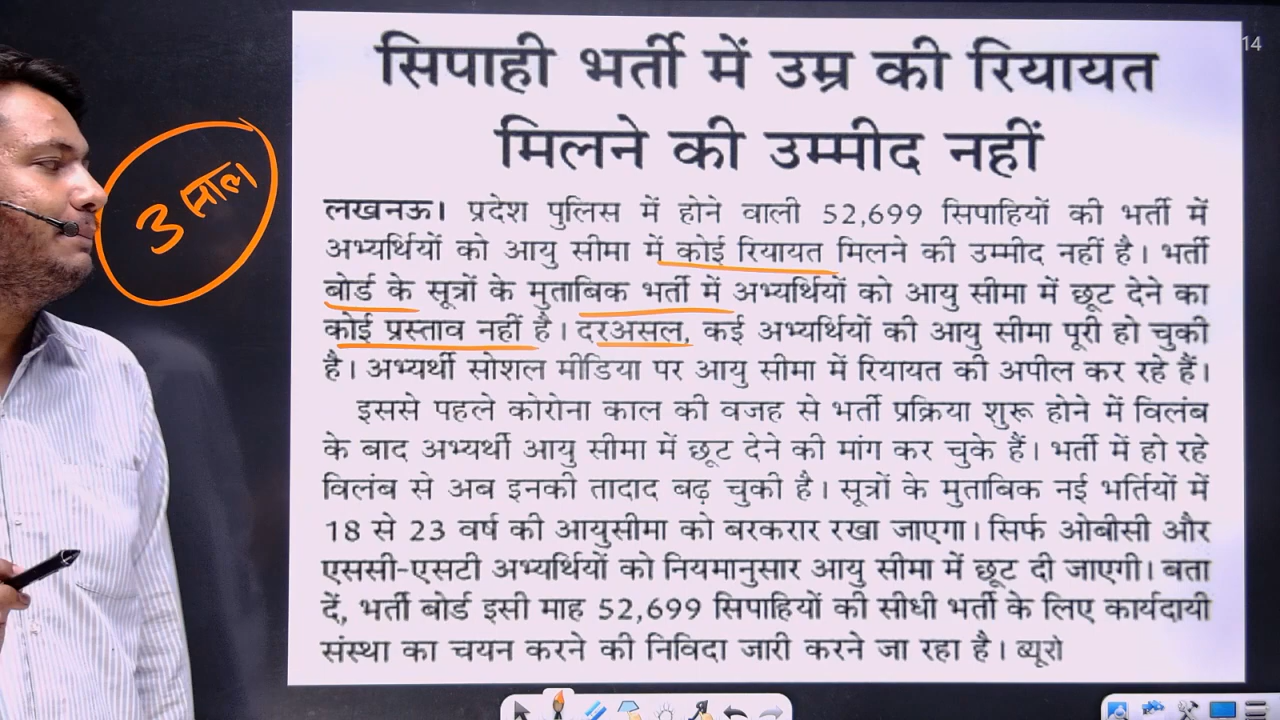 14
3 साल
सिपाही भर्ती में उम्र की रियायत
मिलने की उम्मीद नहीं
लखनऊ। प्रदेश पुलिस में होने वाली 52,699 सिपाहियों की भर्ती में
अभ्यर्थियों को आयु सीमा में कोई रियायत मिलने की उम्मीद नहीं है। भर्ती
बोर्ड के सूत्रों के मुताबिक भर्ती में अभ्यर्थियों को आयु सीमा में छूट देने का
कोई प्रस्ताव नहीं है। दरअसल, कई अभ्यर्थियों की आयु सीमा पूरी हो चुकी
है। अभ्यर्थी सोशल मीडिया पर आयु सीमा में रियायत की अपील कर रहे हैं।
इससे पहले कोरोना काल की वजह से भर्ती प्रक्रिया शुरू होने में विलंब
के बाद अभ्यर्थी आयु सीमा में छूट देने की मांग कर चुके हैं। भर्ती में हो रहे
विलंब से अब इनकी तादाद बढ़ चुकी है। सूत्रों के मुताबिक नई भर्तियों में
18 से 23 वर्ष की आयुसीमा को बरकरार रखा जाएगा। सिर्फ ओबीसी और
एससी-एसटी अभ्यर्थियों को नियमानुसार आयु सीमा में छूट दी जाएगी। बता
दें, भर्ती बोर्ड इसी माह 52,699 सिपाहियों की सीधी भर्ती के लिए कार्यदायी
संस्था का चयन करने की निविदा जारी करने जा रहा है। ब्यूरो